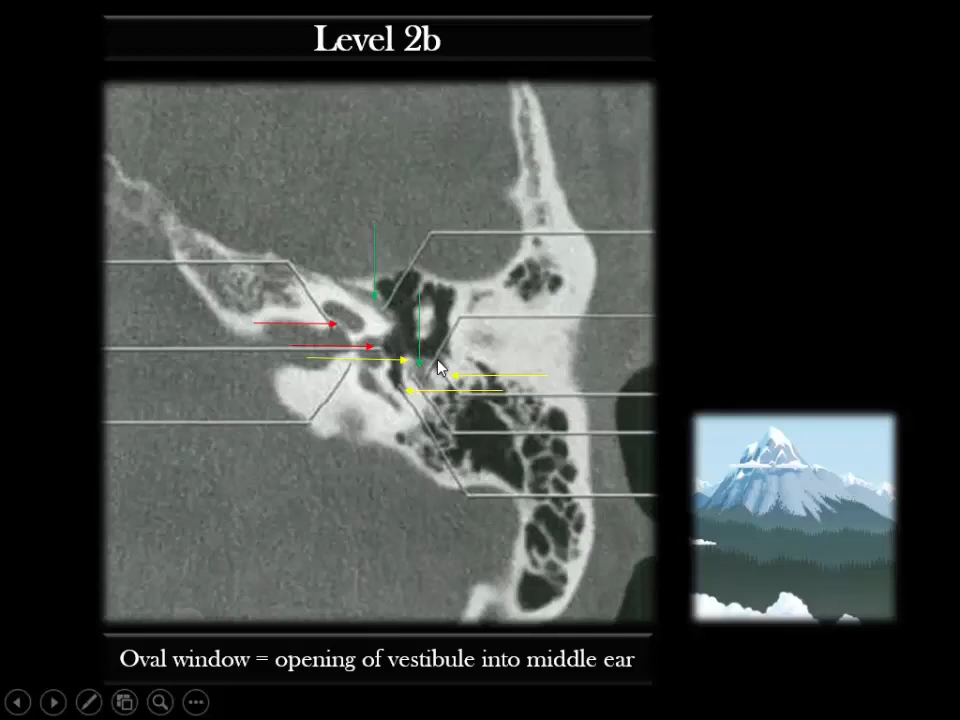 Level 2b
Oval window = opening of vestibule into middle ear